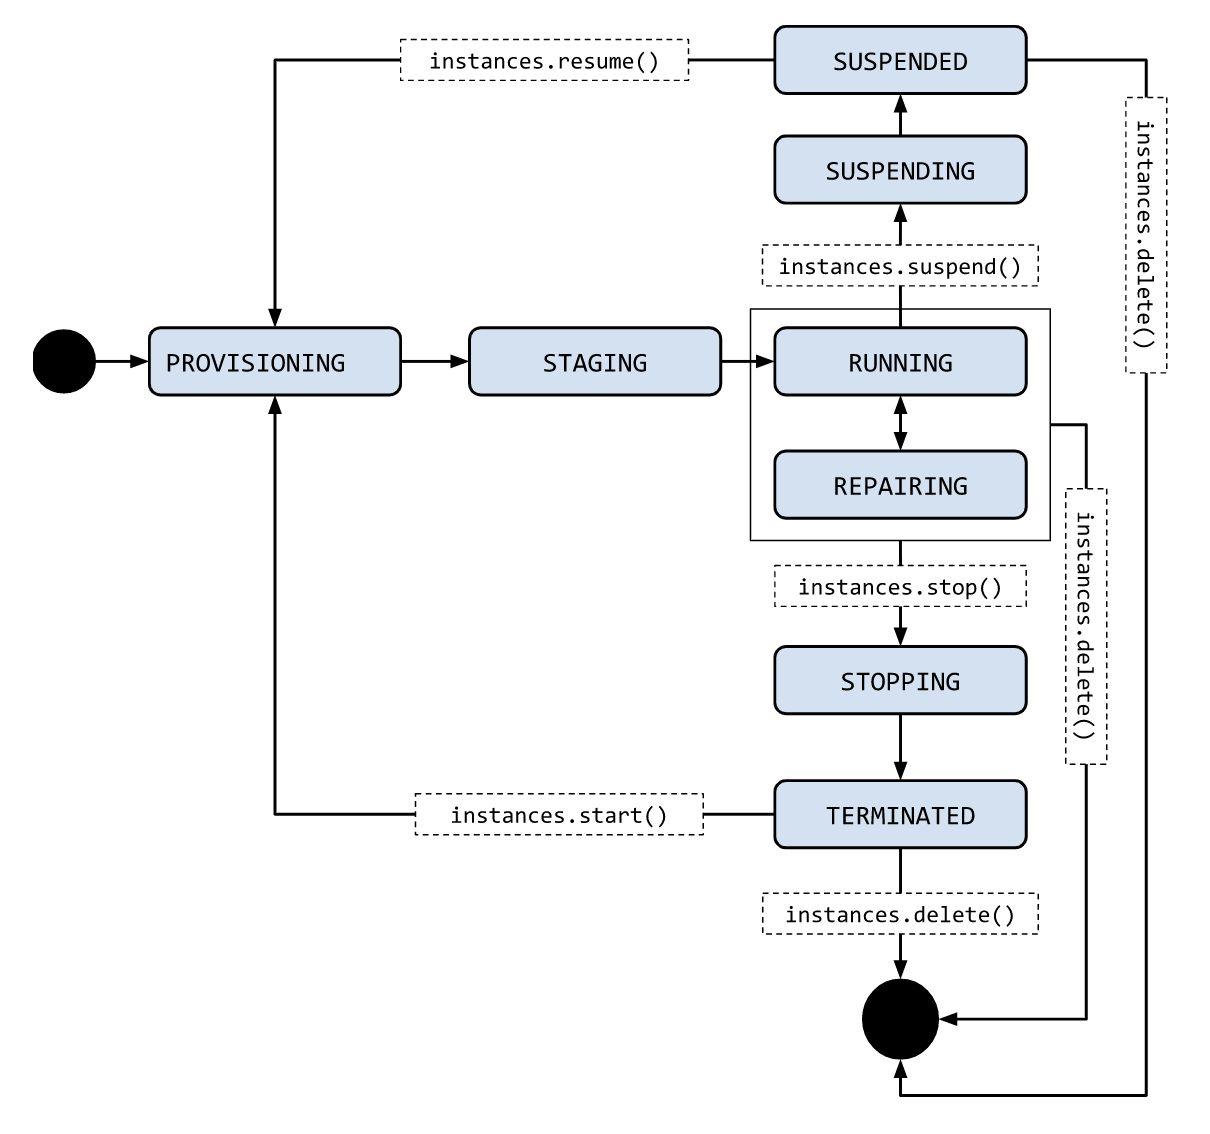 instances.resume()
SUSPENDED
SUSPENDING
instances.delete()
instances.suspend()
PROVISIONING
STAGING
RUNNING
REPAIRING
instances.delete()
instances.stop()
STOPPING
instances.start()
TERMINATED
instances.delete()